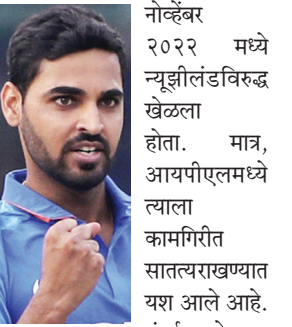 नोव्हेंबर
२०२२ मध्ये
न्यूझीलंडविरुद्ध
खेळला
होता. मात्र,
आयपीएलमध्ये
त्याला
कामगिरीत
सातत्यराखण्यात
यश आले आहे.